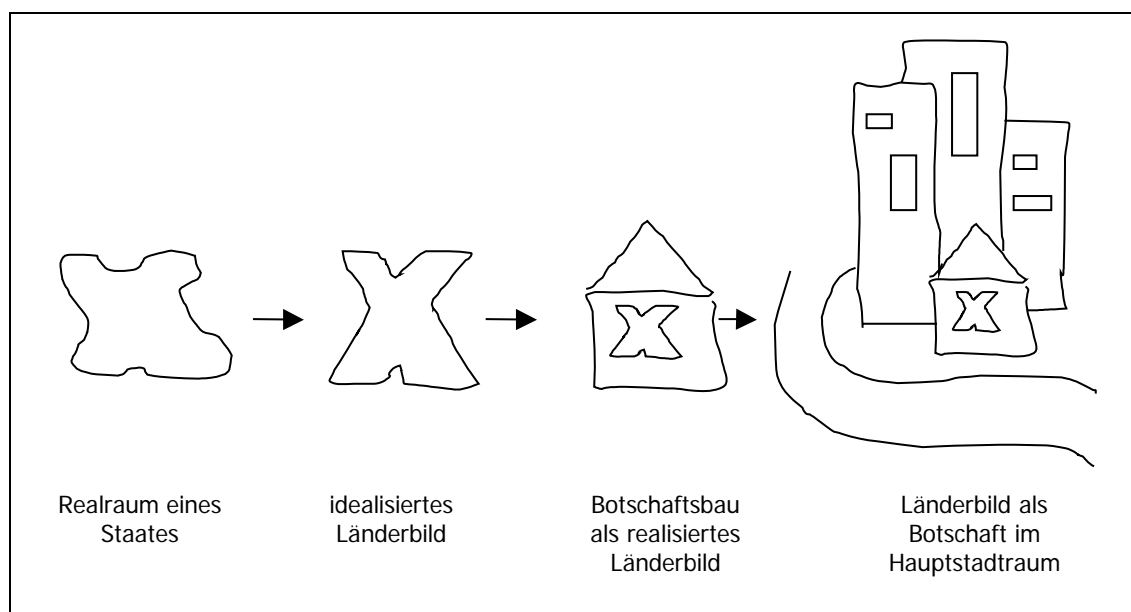 Realraum eines
Staates
idealisiertes
Länderbild
Botschaftsbau
als realisiertes
Länderbild
Länderbild als
Botschaft im
Hauptstadtraum